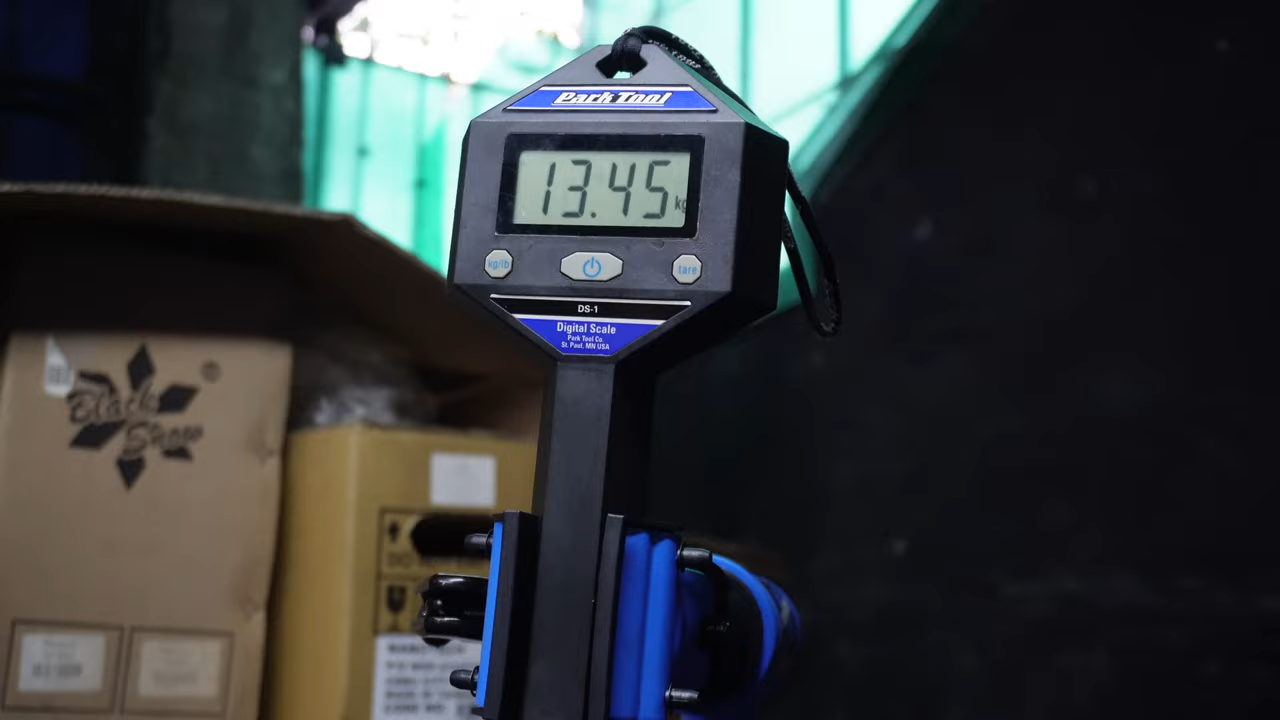 Park Tool
13.45 kg
kg/lb
tare
DS-1
Digital Scale
Park Tool Co.
St. Paul, MN USA
Black
Snow
®